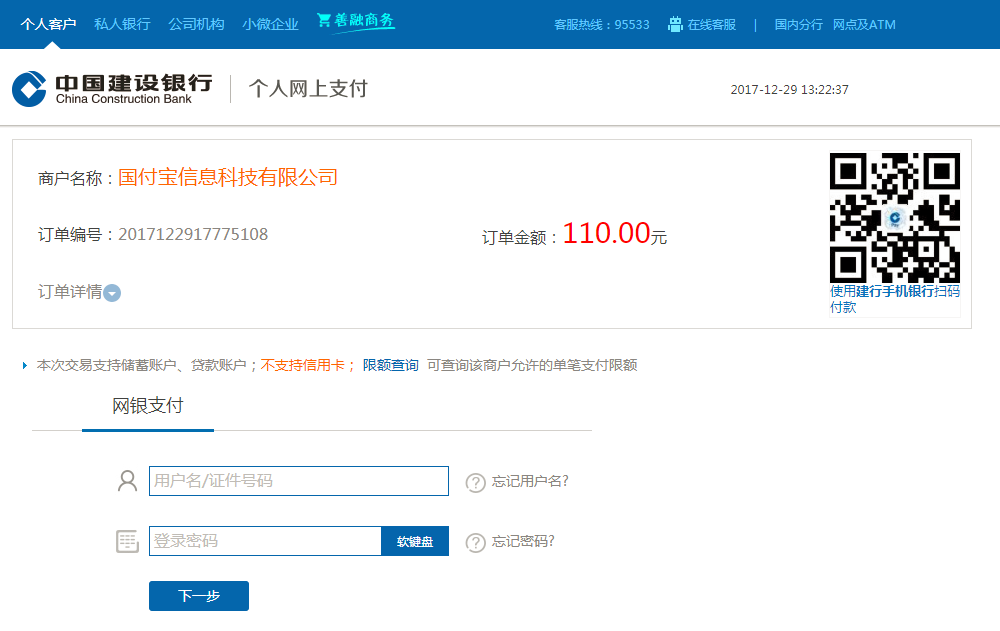 个人客户 私人银行 公司机构 小微企业 善融商务 客服热线：95533 在线客服 | 国内分行 网点及ATM
中国建设银行 个人网上支付 2017-12-29 13:22:37
China Construction Bank
商户名称：国付宝信息科技有限公司
订单编号：2017122917775108 订单金额：110.00元
订单详情
使用建行手机银行扫码
付款
本次交易支持储蓄账户、贷款账户；不支持信用卡； 限额查询 可查询该商户允许的单笔支付限额
网银支付
用户名/证件号码 忘记用户名?
登录密码 软键盘 忘记密码?
下一步